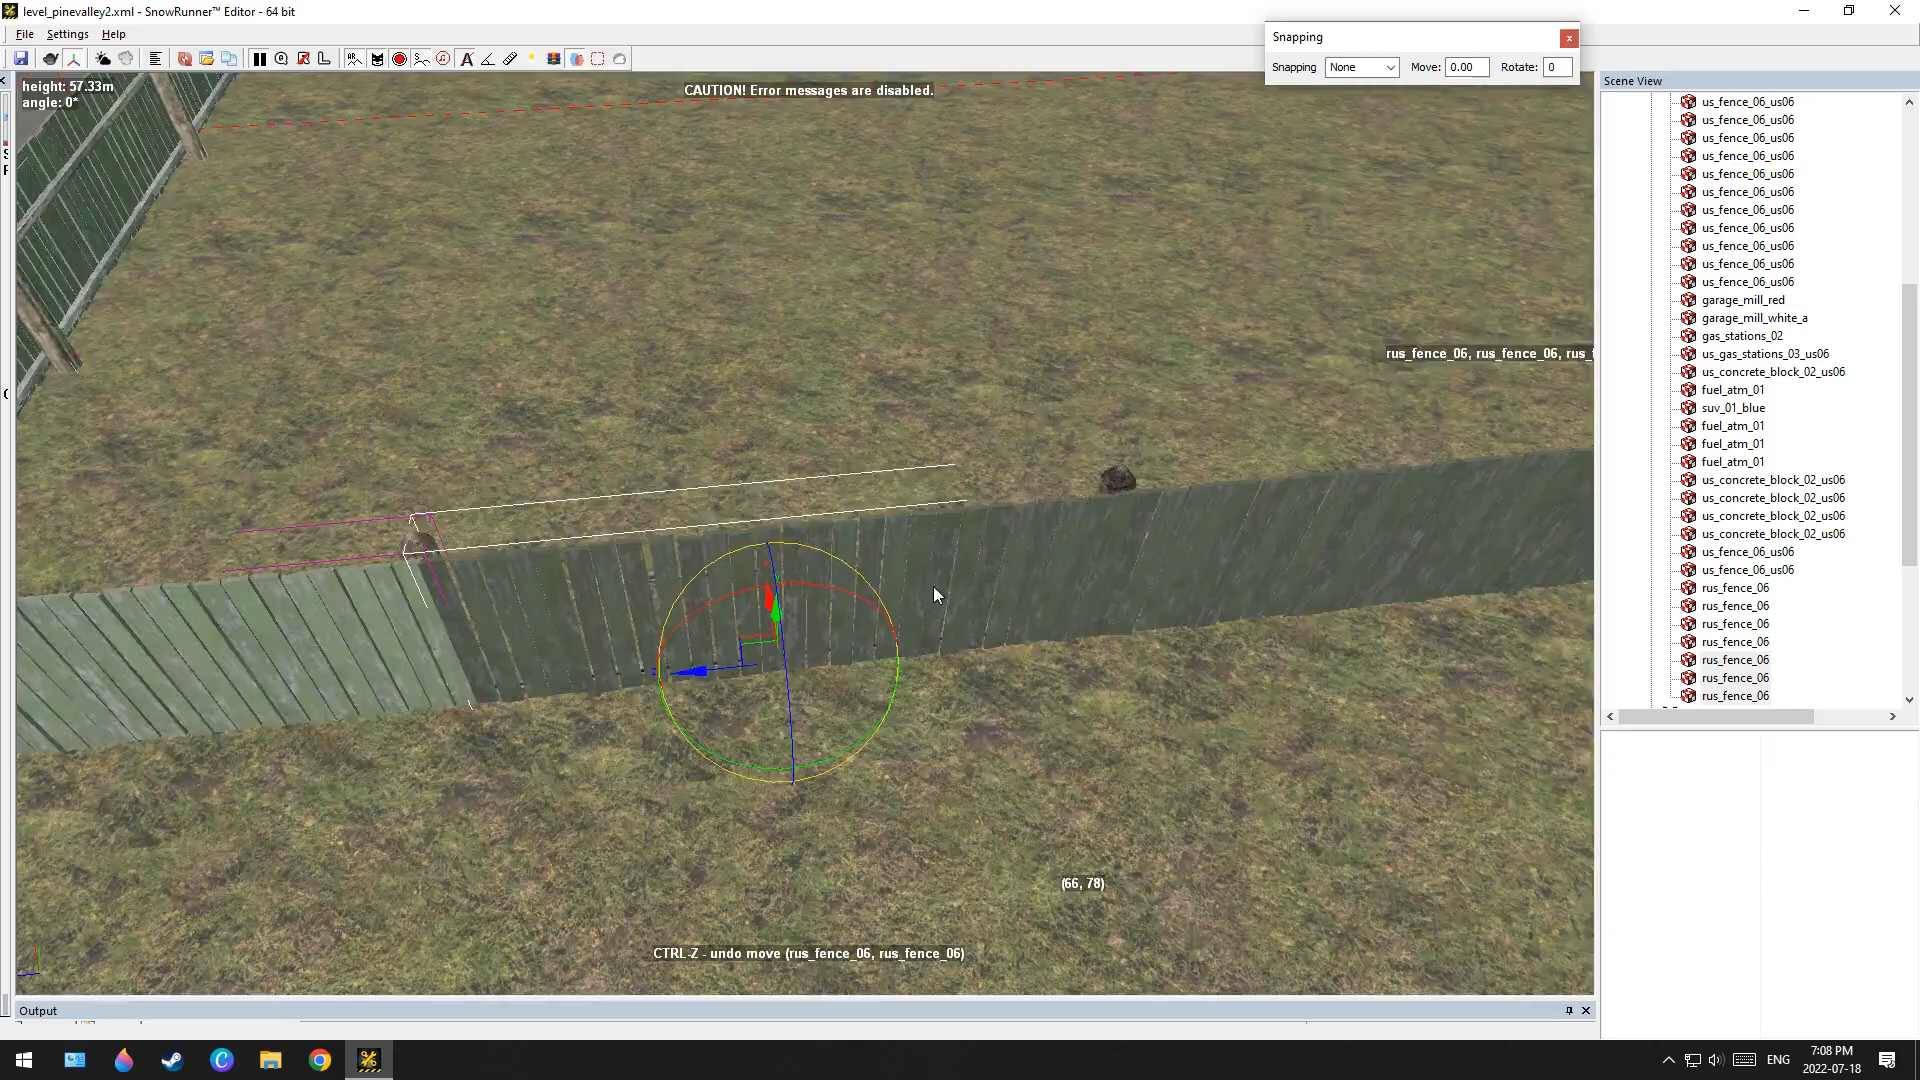 level_pinevalley2.xml - SnowRunner™ Editor - 64 bit
File Settings Help
Snapping
Snapping None Move: 0.00 Rotate: 0
Scene View
height: 57.33m
angle: 0°
CAUTION! Error messages are disabled.
us_fence_06_us06
us_fence_06_us06
us_fence_06_us06
us_fence_06_us06
us_fence_06_us06
us_fence_06_us06
us_fence_06_us06
us_fence_06_us06
us_fence_06_us06
us_fence_06_us06
us_fence_06_us06
garage_mill_red
garage_mill_white_a
gas_stations_02
us_gas_stations_03_us06
us_concrete_block_02_us06
fuel_atm_01
suv_01_blue
fuel_atm_01
fuel_atm_01
fuel_atm_01
us_concrete_block_02_us06
us_concrete_block_02_us06
us_concrete_block_02_us06
us_concrete_block_02_us06
us_fence_06_us06
us_fence_06_us06
rus_fence_06
rus_fence_06
rus_fence_06
rus_fence_06
rus_fence_06
rus_fence_06
rus_fence_06
rus_fence_06, rus_fence_06, rus_
z
(66, 78)
CTRL-Z - undo move (rus_fence_06, rus_fence_06)
Output
ENG
7:08 PM
2022-07-18